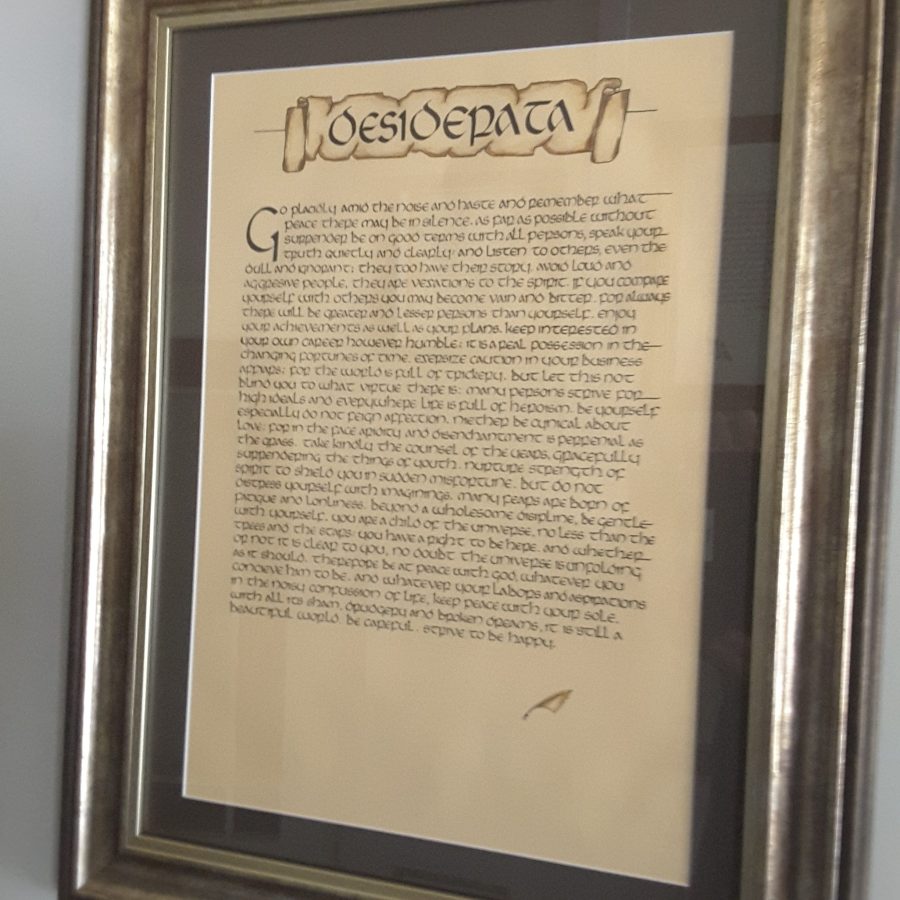 DESIDERATA
Go placidly amid the noise and haste and remember what
peace there may be in silence. as far as possible without
surrender be on good terms with all persons, speak your
truth quietly and clearly: and listen to others, even the
dull and ignorant; they too have their story. avoid loud and
aggresive people, they are vexations to the spirit. if you compare
yourself with others you may become vain and bitter. for always
there will be greater and lesser persons than yourself. enjoy
your achievements as well as your plans. keep interested in
your own career however humble: it is a real possession in the
changing fortunes of time. exersize caution in your business
affars: for the world is full of trickery. but let this not
blind you to what virtue there is: many persons strive for
high ideals and everywhere life is full of heroism. be yourself
especially do not feign affection. niether be cynical about
love: for in the face aridity and disenchantment is perrenial as
the grass. take kindly the counsel of the years, gracefully
surrendering the things of youth. nurture strength of
spirit to shield you in sudden misfortune. but do not
distress yourself with imaginings. many fears are born of
fatigue and lonliness. beyond a wholesome disipline, be gentle
with yourself. you are a child of the universe, no less than the
trees and the stars: you have a right to be here. and whether
or not it is clear to you, no doubt the universe is unfolding
as it should. therefore be at peace with God, whatever you
concieve him to be. and whatever your labors and aspirations
in the noisy confussion of life, keep peace with your sole.
with all its sham, drudgery and broken dreams, it is still a
beautiful world. be careful. strive to be happy.